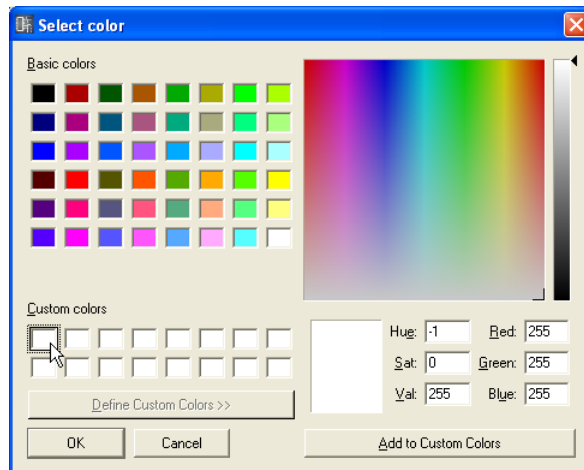 Select color
Basic colors
Custom colors
Define Custom Colors >>
OK
Cancel
Hue: -1
Red: 255
Sat: 0
Green: 255
Val: 255
Blue: 255
Add to Custom Colors